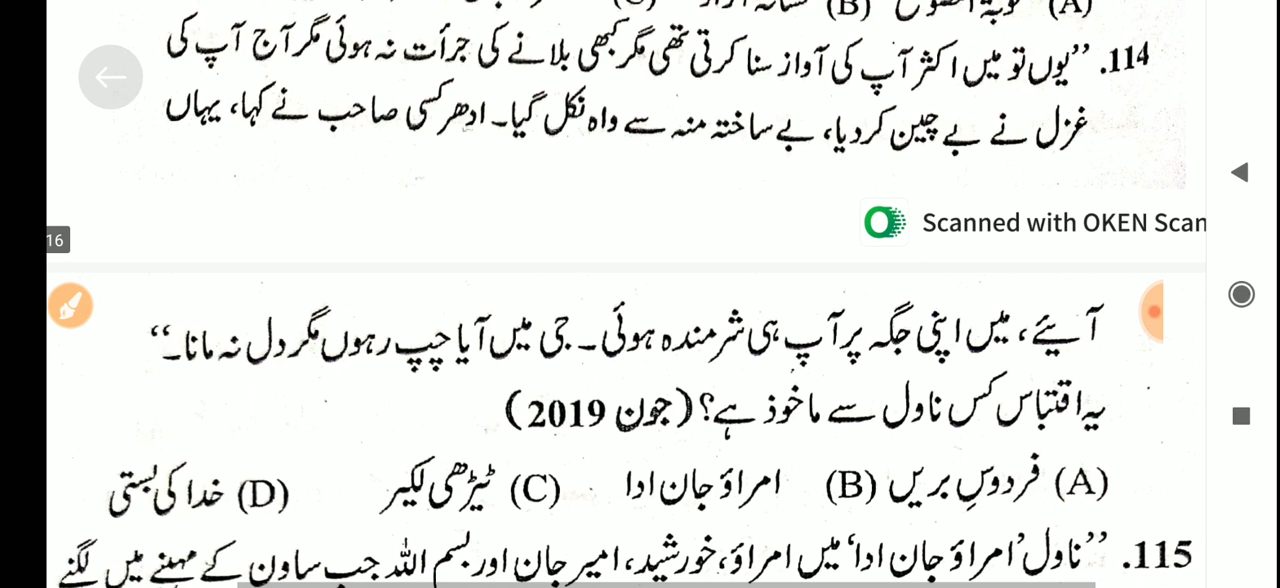 (A) (B)
114. ”یوں تو میں اکثر آپ کی آواز سنا کرتی تھی مگر کبھی بلانے کی جرأت نہ ہوئی مگر آج آپ کی
غزل نے بے چین کر دیا، بے ساختہ منہ سے واہ نکل گیا۔ ادھر کسی صاحب نے کہا، یہاں
Scanned with OKEN Scan
16
آیئے، میں اپنی جگہ پر آپ ہی شرمندہ ہوئی۔ جی میں آیا چپ رہوں مگر دل نہ مانا۔“
یہ اقتباس کس ناول سے ماخوذ ہے؟ (جون 2019)
(A) فردوسِ بریں (B) امراؤ جان ادا (C) ٹیڑھی لکیر (D) خدا کی بستی
115. ”ناول ’امراؤ جان ادا‘ میں امراؤ، خورشید، امیر جان اور بسم اللہ جب ساون کے مہینے میں لگنے